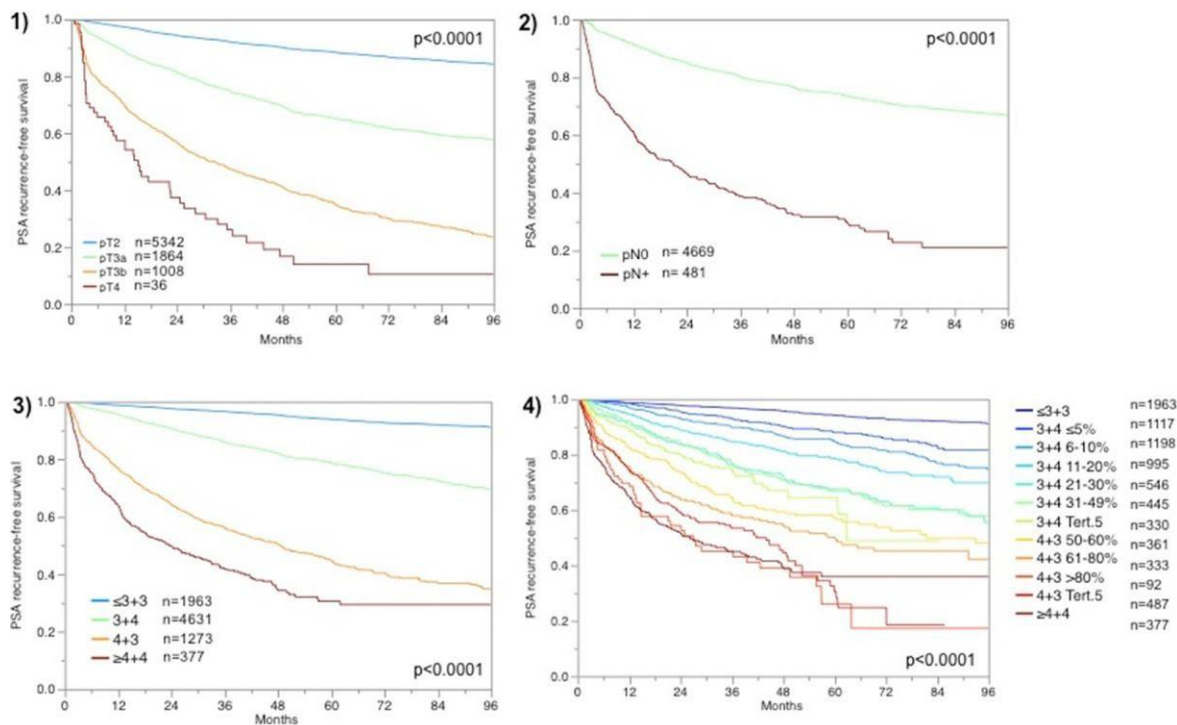 1)
p<0.0001
PSA recurrence-free survival
1.0
0.8
0.6
0.4
0.2
0.0
pT2 n=5342
pT3a n=1864
pT3b n=1008
pT4 n=36
0 12 24 36 48 60 72 84 96
Months
2)
p<0.0001
PSA recurrence-free survival
1.0
0.8
0.6
0.4
0.2
0.0
pN0 n= 4669
pN+ n= 481
0 12 24 36 48 60 72 84 96
Months
3)
PSA recurrence-free survival
1.0
0.8
0.6
0.4
0.2
0.0
≤3+3 n=1963
3+4 n=4631
4+3 n=1273
≥4+4 n=377
p<0.0001
0 12 24 36 48 60 72 84 96
Months
4)
PSA recurrence-free survival
1.0
0.8
0.6
0.4
0.2
0.0
p<0.0001
0 12 24 36 48 60 72 84 96
Months
≤3+3 n=1963
3+4 ≤5% n=1117
3+4 6-10% n=1198
3+4 11-20% n=995
3+4 21-30% n=546
3+4 31-49% n=445
3+4 Tert.5 n=330
4+3 50-60% n=361
4+3 61-80% n=333
4+3 >80% n=92
4+3 Tert.5 n=487
≥4+4 n=377